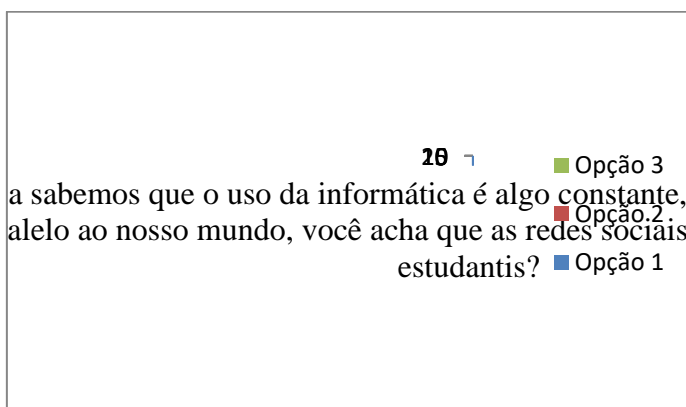 Opção 3
a sabemos que o uso da informática é algo constante,
Opção 2
alelo ao nosso mundo, você acha que as redes sociais
estudantis?
Opção 1